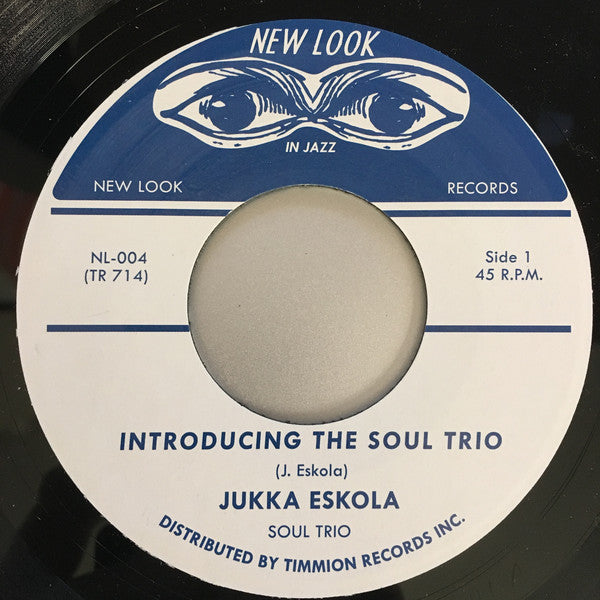 NEW LOOK
IN JAZZ
NEW LOOK RECORDS
NL-004
(TR 714)
Side 1
45 R.P.M.
INTRODUCING THE SOUL TRIO
(J. Eskola)
JUKKA ESKOLA
SOUL TRIO
DISTRIBUTED BY TIMMION RECORDS INC.